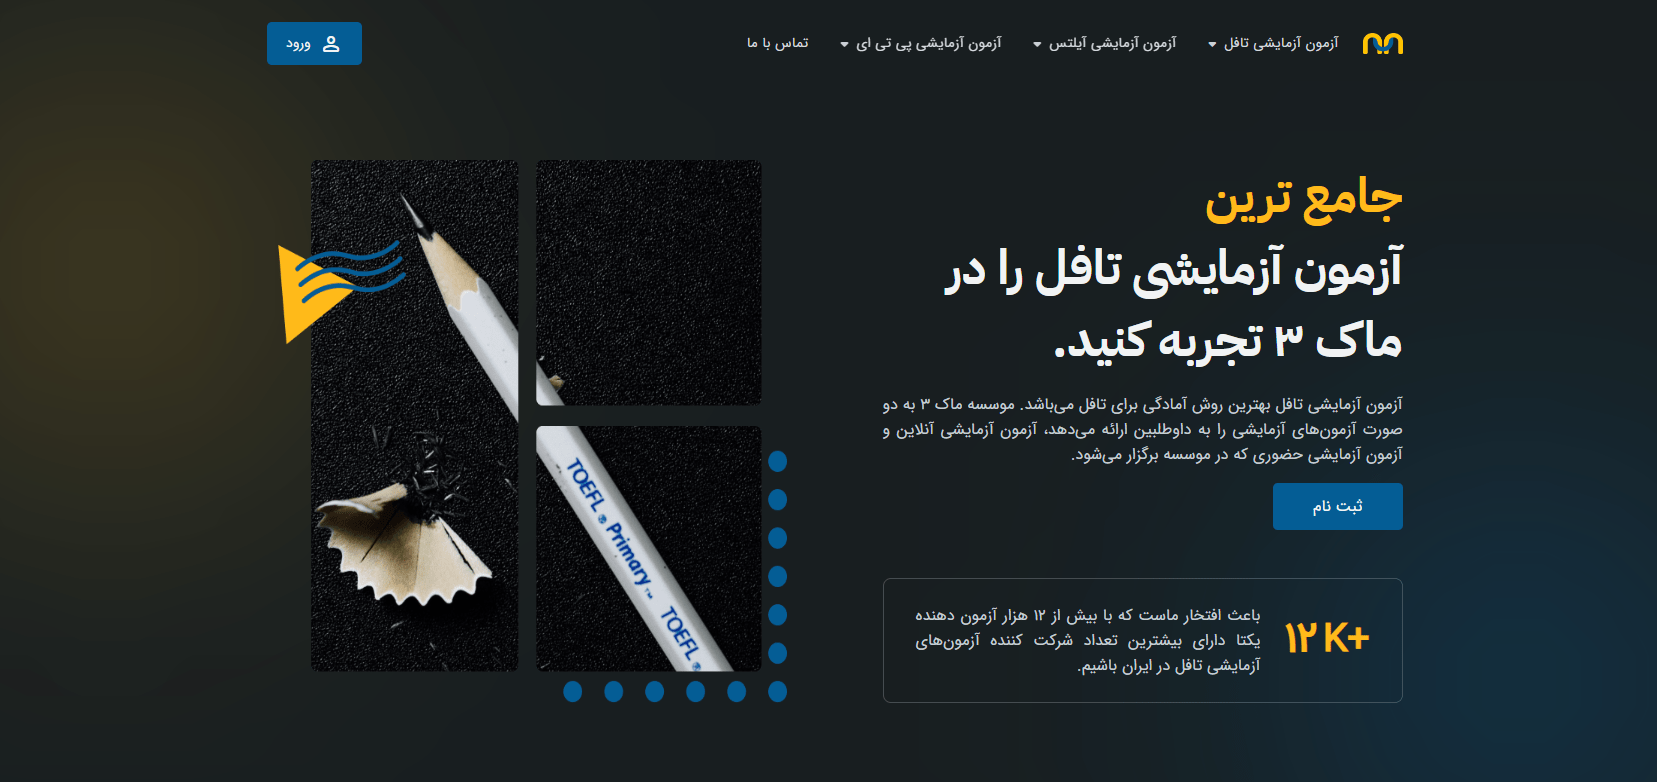 آزمون آزمایشی تافل
آزمون آزمایشی آیلتس
آزمون آزمایشی پی تی ای
تماس با ما
ورود
جامع ترین
آزمون آزمایشی تافل را در
ماک ۳ تجربه کنید.
آزمون آزمایشی تافل بهترین روش آمادگی برای تافل می‌باشد. موسسه ماک ۳ به دو
صورت آزمون‌های آزمایشی را به داوطلبین ارائه می‌دهد، آزمون آزمایشی آنلاین و
آزمون آزمایشی حضوری که در موسسه برگزار می‌شود.
ثبت نام
۱۲K+
باعث افتخار ماست که با بیش از ۱۲ هزار آزمون دهنده
یکتا دارای بیشترین تعداد شرکت کننده آزمون‌های
آزمایشی تافل در ایران باشیم.
TOEFL® Primary™ TOEFL®